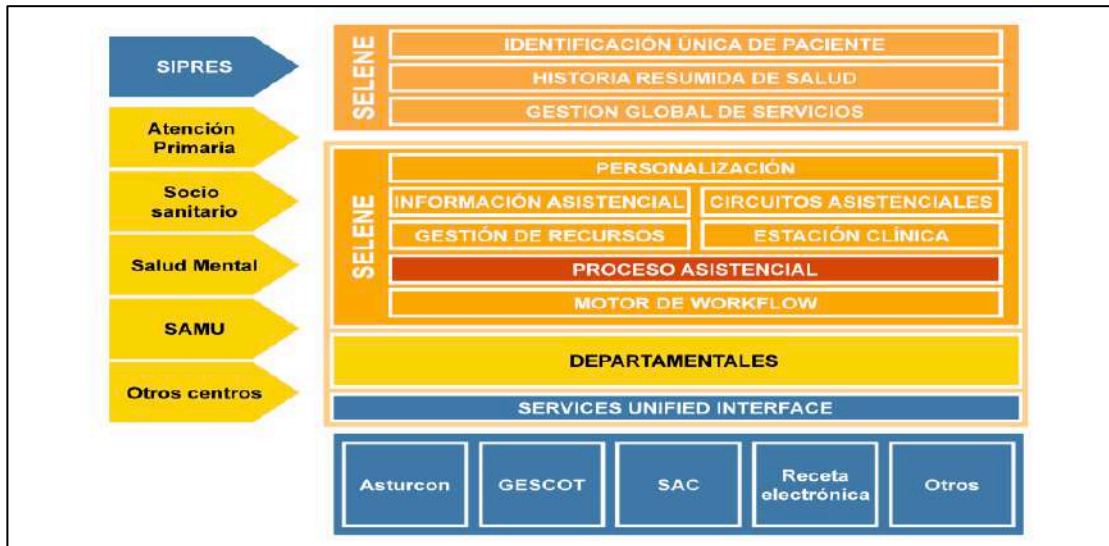 SIPRES
Atención
Primaria
Socio
sanitario
Salud Mental
SAMU
Otros centros
SELENE
IDENTIFICACIÓN ÚNICA DE PACIENTE
HISTORIA RESUMIDA DE SALUD
GESTION GLOBAL DE SERVICIOS
SELENE
PERSONALIZACIÓN
INFORMACIÓN ASISTENCIAL
CIRCUITOS ASISTENCIALES
GESTIÓN DE RECURSOS
ESTACIÓN CLÍNICA
PROCESO ASISTENCIAL
MOTOR DE WORKFLOW
DEPARTAMENTALES
SERVICES UNIFIED INTERFACE
Asturcon
GESCOT
SAC
Receta
electrónica
Otros